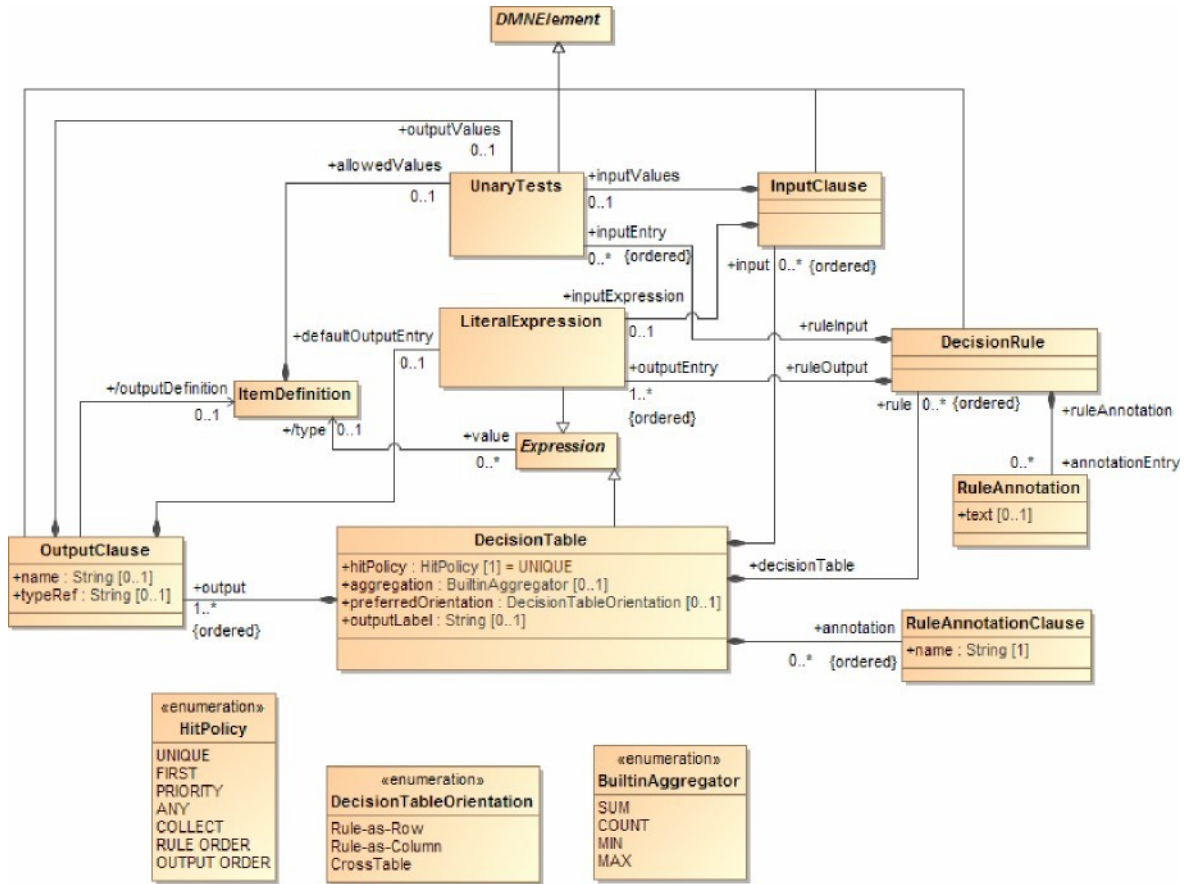 DMNElement
+outputValues
0..1
+allowedValues
0..1
UnaryTests
+inputValues
0..1
InputClause
+inputEntry
0..* {ordered}
+input 0..* {ordered}
+inputExpression
0..1
LiteralExpression
+defaultOutputEntry
0..1
+ruleInput
DecisionRule
+outputEntry
1..*
{ordered}
+ruleOutput
+/outputDefinition
0..1
ItemDefinition
+/type 0..1
+value
0..*
Expression
+rule 0..* {ordered}
+ruleAnnotation
0..*
+annotationEntry
RuleAnnotation
+text [0..1]
OutputClause
+name : String [0..1]
+typeRef : String [0..1]
+output
1..*
{ordered}
DecisionTable
+hitPolicy : HitPolicy [1] = UNIQUE
+aggregation : BuiltinAggregator [0..1]
+preferredOrientation : DecisionTableOrientation [0..1]
+outputLabel : String [0..1]
+decisionTable
+annotation
0..* {ordered}
RuleAnnotationClause
+name : String [1]
«enumeration»
HitPolicy
UNIQUE
FIRST
PRIORITY
ANY
COLLECT
RULE ORDER
OUTPUT ORDER
«enumeration»
DecisionTableOrientation
Rule-as-Row
Rule-as-Column
CrossTable
«enumeration»
BuiltinAggregator
SUM
COUNT
MIN
MAX